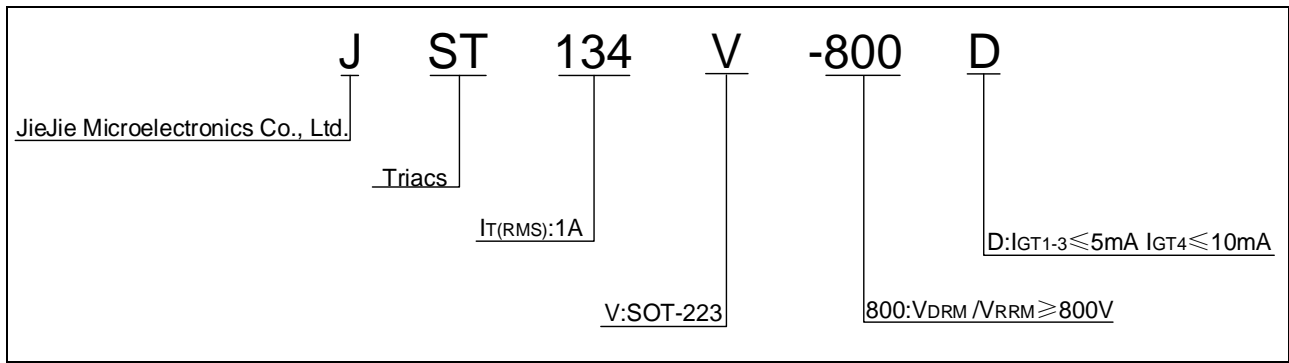 J ST 134 V -800 D
JieJie Microelectronics Co., Ltd.
Triacs
IT(RMS):1A
D:IGT1-3≤5mA IGT4≤10mA
V:SOT-223
800:VDRM /VRRM≥800V